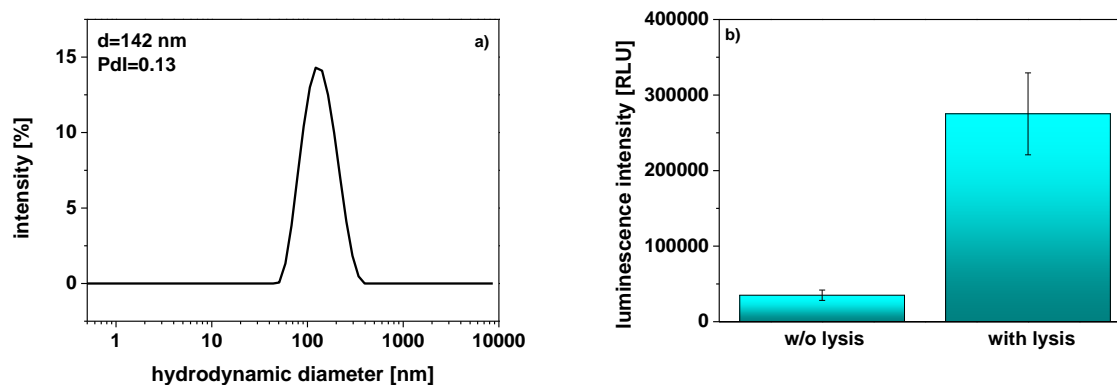 d=142 nm
PdI=0.13
a)
15
10
5
0
intensity [%]
1
10
100
1000
10000
hydrodynamic diameter [nm]
b)
400000
300000
200000
100000
0
luminescence intensity [RLU]
w/o lysis
with lysis